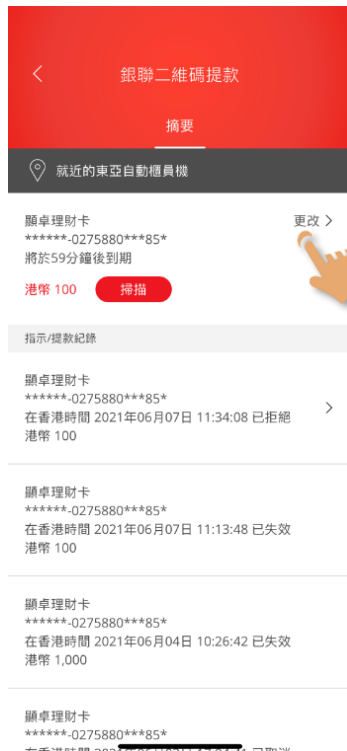 銀聯二維碼提款
摘要
就近的東亞自動櫃員機
顯卓理財卡
更改
******-0275880***85*
將於59分鐘後到期
港幣 100
掃描
指示/提款紀錄
顯卓理財卡
******-0275880***85*
在香港時間 2021年06月07日 11:34:08 已拒絕
港幣 100
顯卓理財卡
******-0275880***85*
在香港時間 2021年06月07日 11:13:48 已失效
港幣 100
顯卓理財卡
******-0275880***85*
在香港時間 2021年06月04日 10:26:42 已失效
港幣 1,000
顯卓理財卡
******-0275880***85*